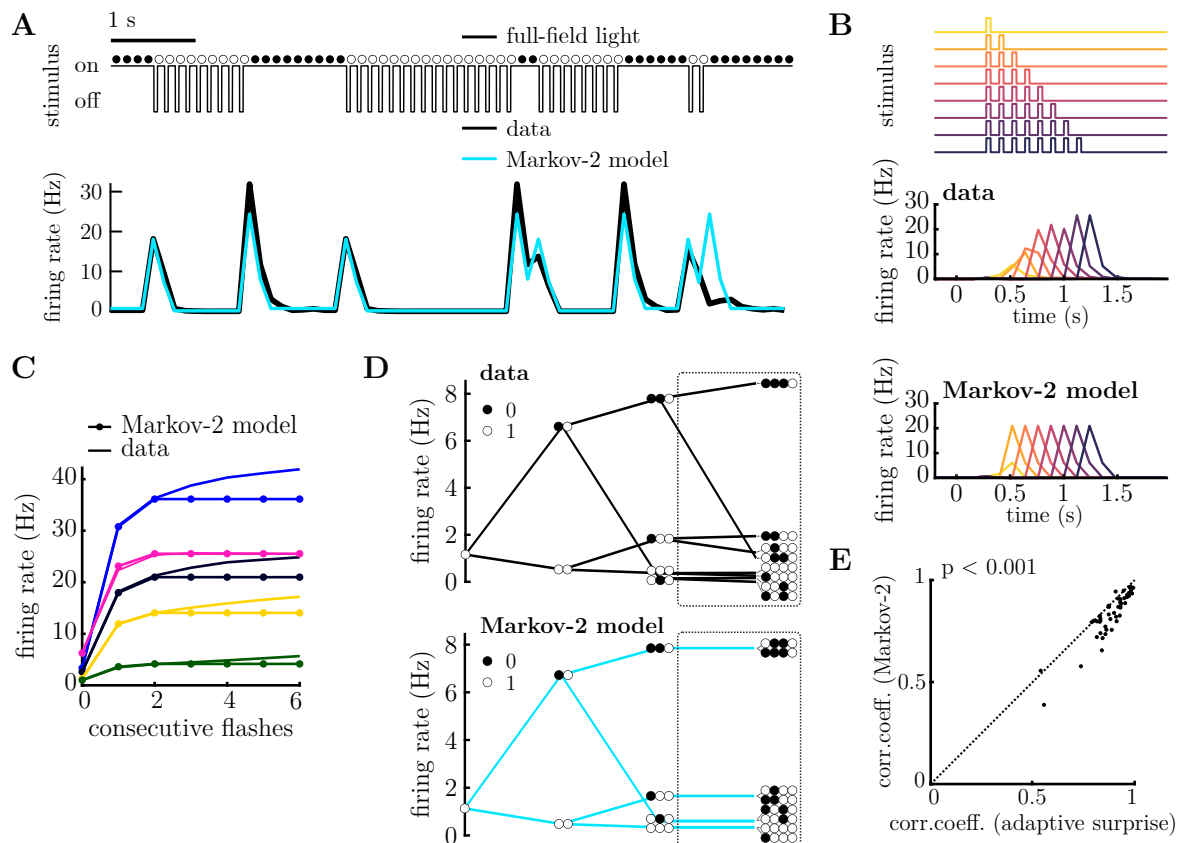 A
1 s
full-field light
on
off
stimulus
data
Markov-2 model
firing rate (Hz)
30
20
10
0
B
stimulus
data
firing rate (Hz)
30
20
10
0
0
0.5
1
1.5
time (s)
Markov-2 model
firing rate (Hz)
30
20
10
0
0
0.5
1
1.5
time (s)
C
Markov-2 model
data
firing rate (Hz)
40
30
20
10
0
0
2
4
6
consecutive flashes
D
data
0
1
firing rate (Hz)
8
6
4
2
0
Markov-2 model
0
1
firing rate (Hz)
8
6
4
2
0
E
p < 0.001
corr.coeff. (Markov-2)
1
0.5
0
0
1
corr.coeff. (adaptive surprise)